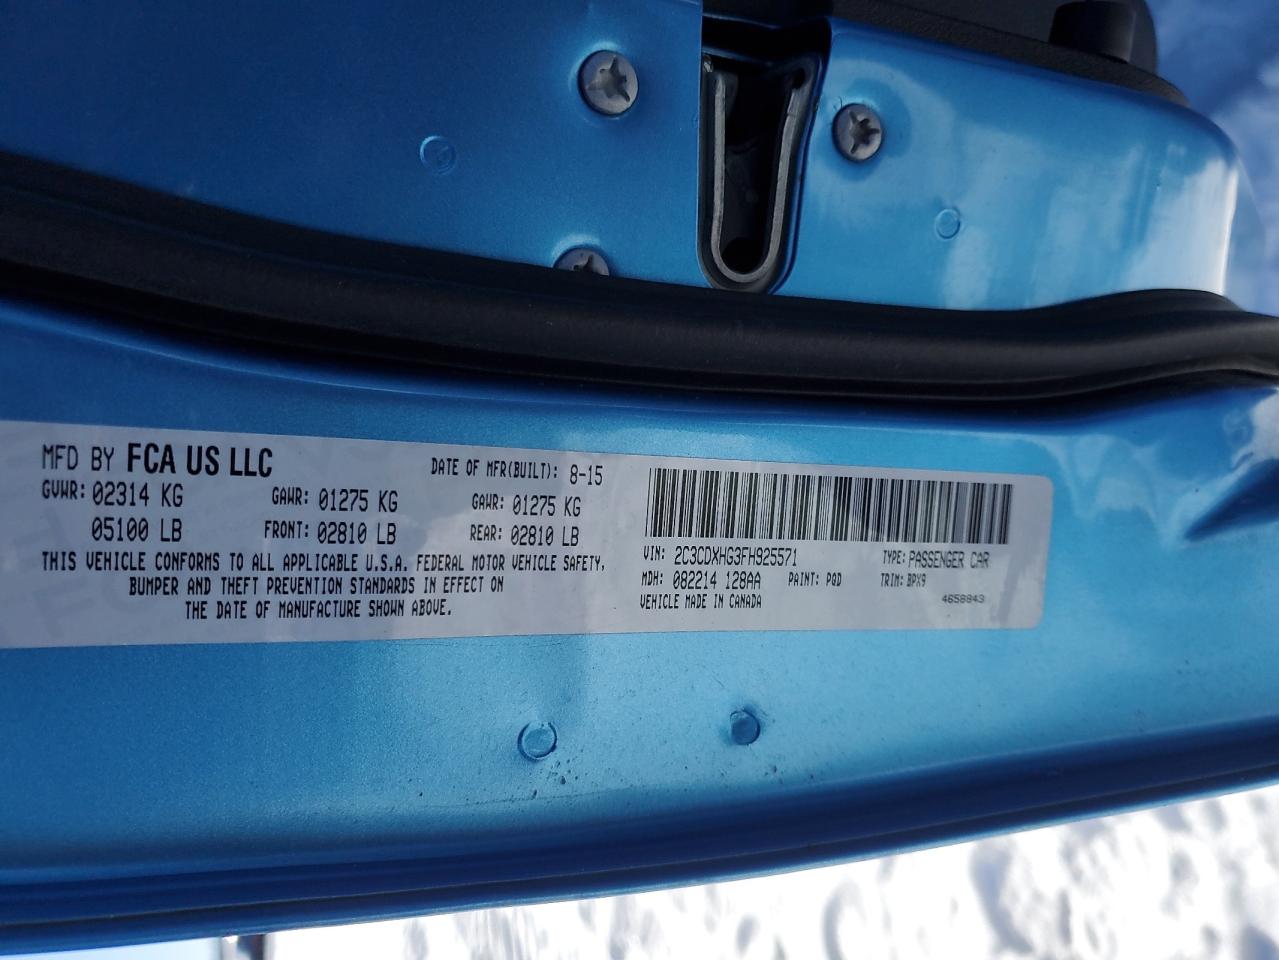 MFD BY FCA US LLC DATE OF MFR(BUILT): 8-15
GVWR: 02314 KG GAWR: 01275 KG GAWR: 01275 KG
05100 LB FRONT: 02810 LB REAR: 02810 LB
THIS VEHICLE CONFORMS TO ALL APPLICABLE U.S.A. FEDERAL MOTOR VEHICLE SAFETY,
BUMPER AND THEFT PREVENTION STANDARDS IN EFFECT ON
THE DATE OF MANUFACTURE SHOWN ABOVE.
VIN: 2C3CDXHG3FH925571 TYPE: PASSENGER CAR
MDH: 082214 128AA PAINT: PQD TRIM: BPX9
VEHICLE MADE IN CANADA 4658843